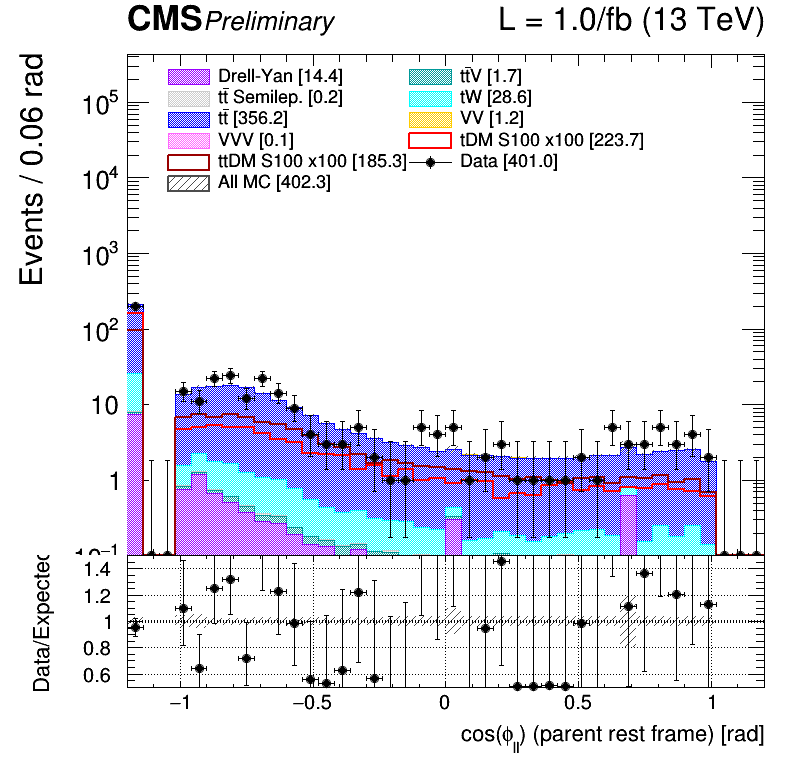 CMS Preliminary L = 1.0/fb (13 TeV)
Events / 0.06 rad
Drell-Yan [14.4]
tt̄ Semilep. [0.2]
tt̄ [356.2]
VVV [0.1]
ttDM S100 x100 [185.3]
All MC [402.3]
tt̄V [1.7]
tW [28.6]
VV [1.2]
tDM S100 x100 [223.7]
Data [401.0]
10⁵
10⁴
10³
10²
10
1
10⁻¹
Data/Expected
1.4
1.2
1
0.8
0.6
−1 −0.5 0 0.5 1
cos(ϕ_ll) (parent rest frame) [rad]